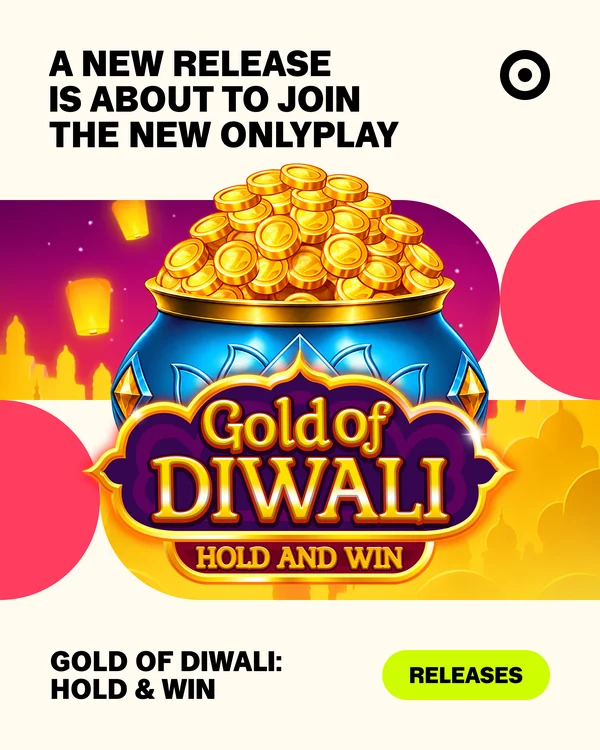 A NEW RELEASE
IS ABOUT TO JOIN
THE NEW ONLYPLAY
Gold of
DIWALI
HOLD AND WIN
GOLD OF DIWALI:
HOLD & WIN
RELEASES